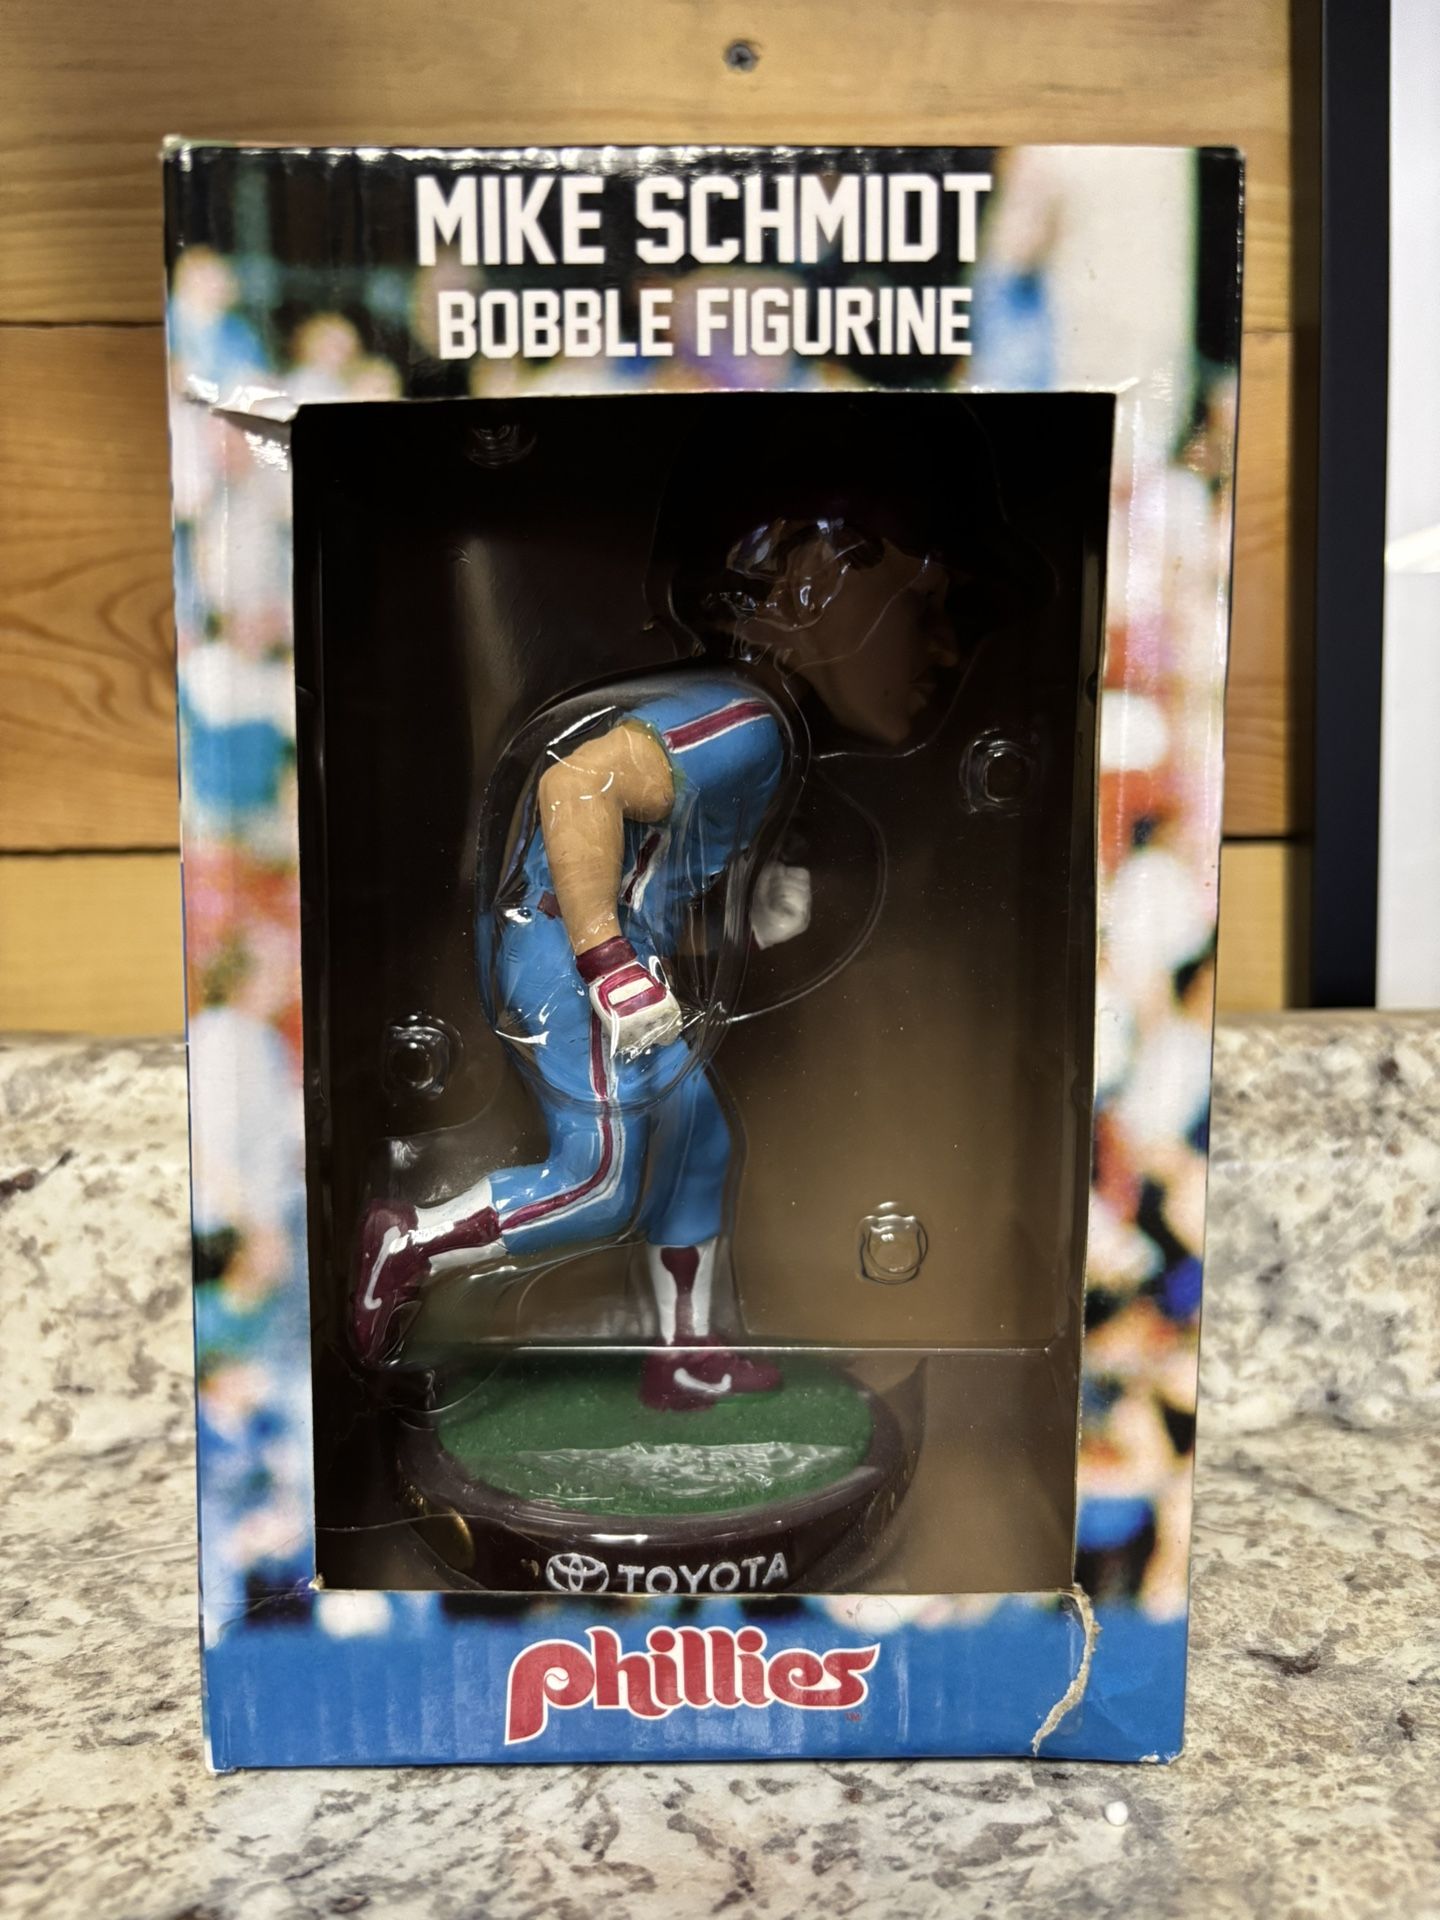 MIKE SCHMIDT
BOBBLE FIGURINE
TOYOTA
phillies